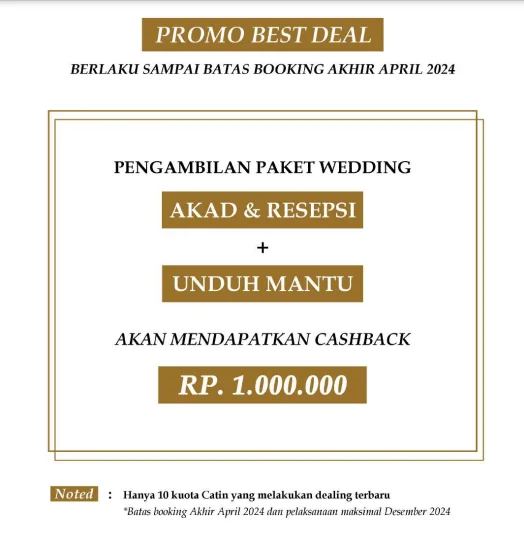 PROMO BEST DEAL
BERLAKU SAMPAI BATAS BOOKING AKHIR APRIL 2024
PENGAMBILAN PAKET WEDDING
AKAD & RESEPSI
+
UNDUH MANTU
AKAN MENDAPATKAN CASHBACK
RP. 1.000.000
Noted : Hanya 10 kuota Catin yang melakukan dealing terbaru
*Batas booking Akhir April 2024 dan pelaksanaan maksimal Desember 2024